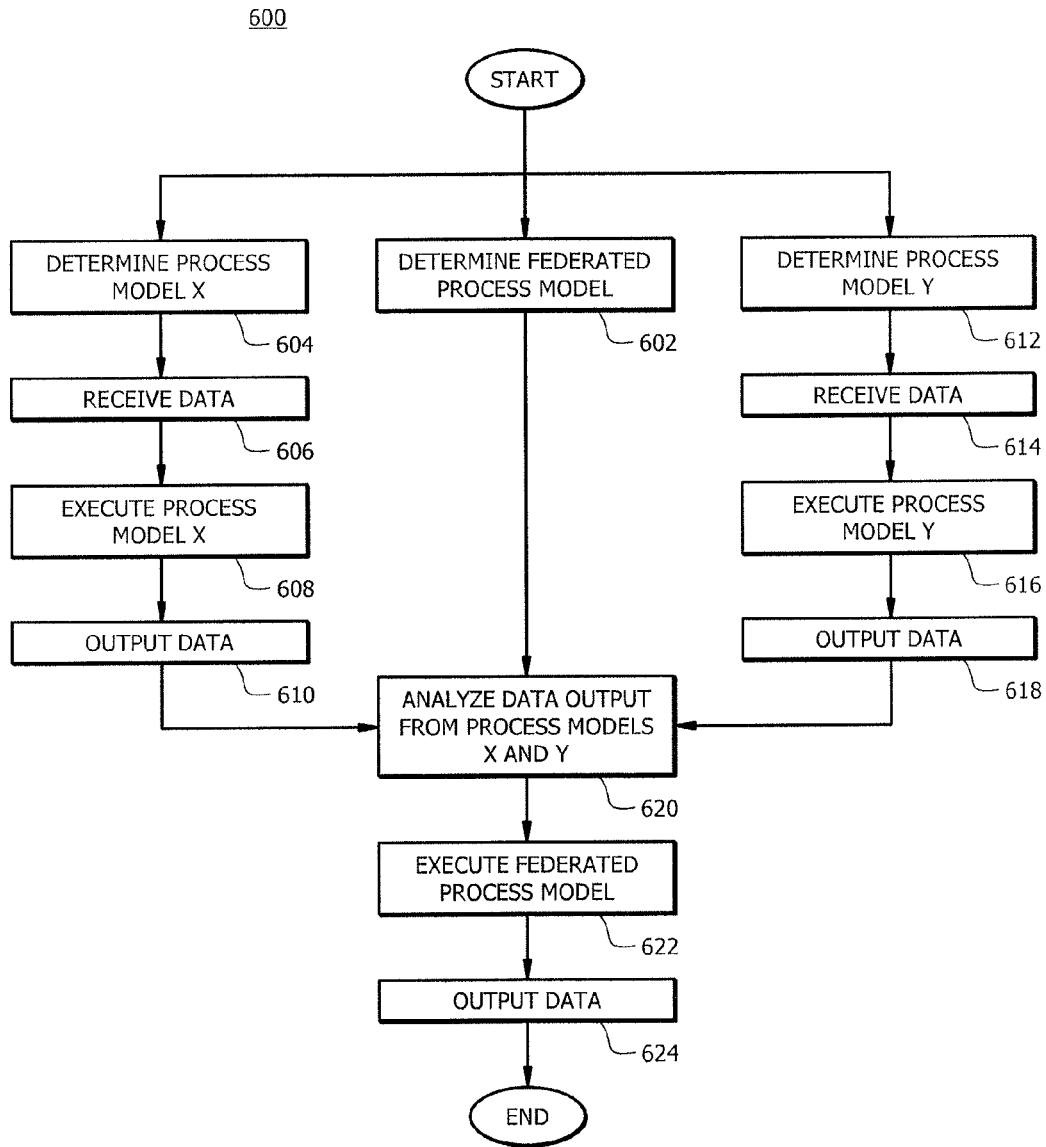 600
START
DETERMINE PROCESS
MODEL X
604
RECEIVE DATA
606
EXECUTE PROCESS
MODEL X
608
OUTPUT DATA
610
DETERMINE FEDERATED
PROCESS MODEL
602
DETERMINE PROCESS
MODEL Y
612
RECEIVE DATA
614
EXECUTE PROCESS
MODEL Y
616
OUTPUT DATA
618
ANALYZE DATA OUTPUT
FROM PROCESS MODELS
X AND Y
620
EXECUTE FEDERATED
PROCESS MODEL
622
OUTPUT DATA
624
END